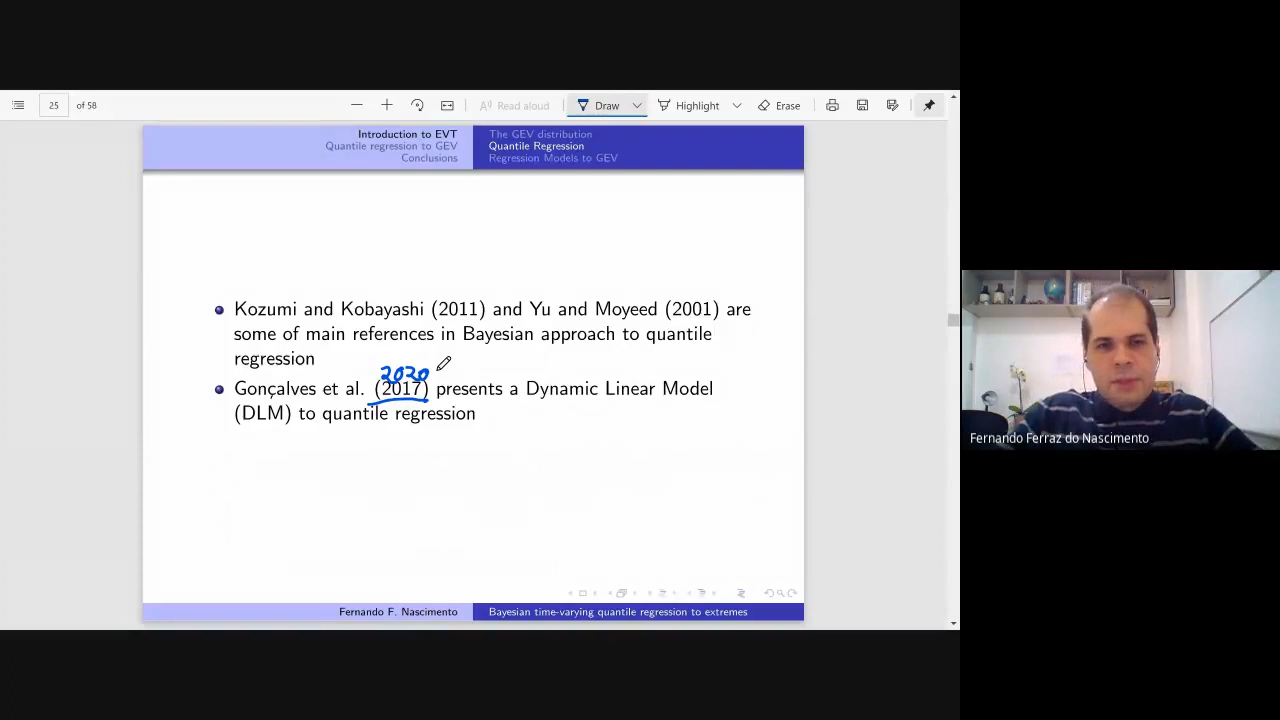 25 of 58
Read aloud
Draw
Highlight
Erase
Introduction to EVT
Quantile regression to GEV
Conclusions
The GEV distribution
Quantile Regression
Regression Models to GEV
Kozumi and Kobayashi (2011) and Yu and Moyeed (2001) are
some of main references in Bayesian approach to quantile
regression
2020
Gonçalves et al. (2017) presents a Dynamic Linear Model
(DLM) to quantile regression
Fernando F. Nascimento
Bayesian time-varying quantile regression to extremes
Fernando Ferraz do Nascimento